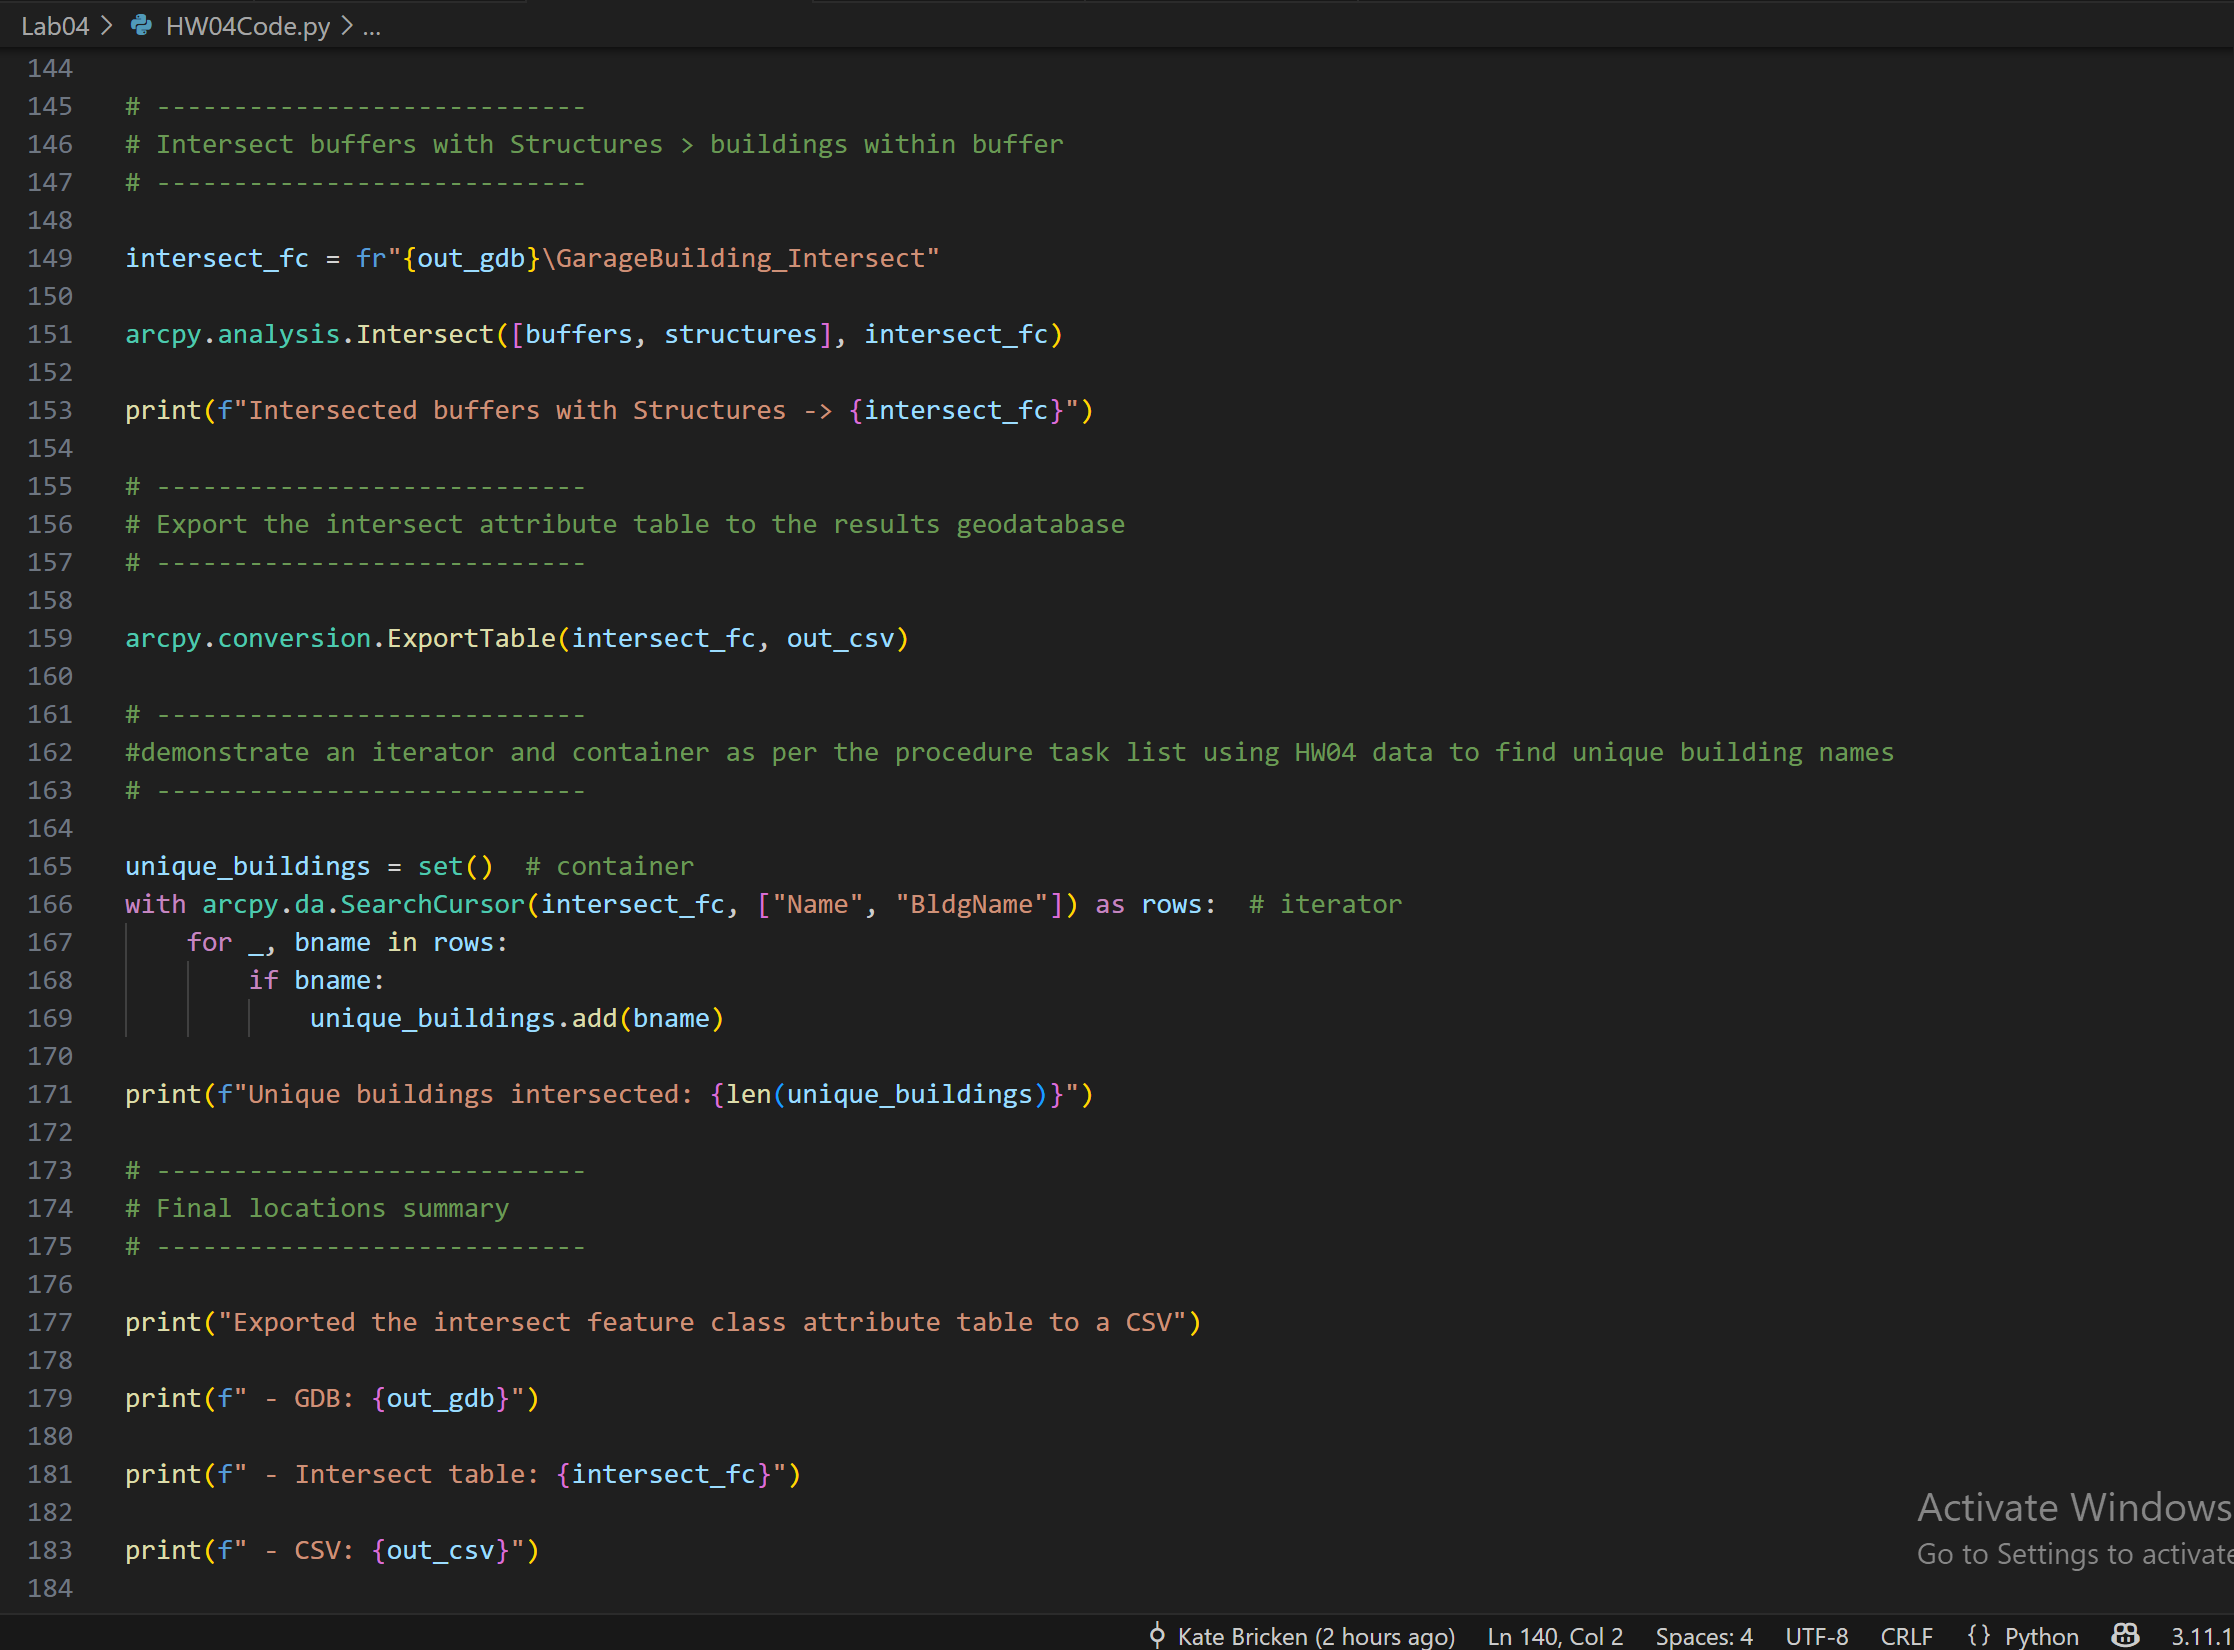 Lab04 > HW04Code.py > ...
144
145 # ----------------------------
146 # Intersect buffers with Structures > buildings within buffer
147 # ----------------------------
148
149 intersect_fc = fr"{out_gdb}\GarageBuilding_Intersect"
150
151 arcpy.analysis.Intersect([buffers, structures], intersect_fc)
152
153 print(f"Intersected buffers with Structures -> {intersect_fc}")
154
155 # ----------------------------
156 # Export the intersect attribute table to the results geodatabase
157 # ----------------------------
158
159 arcpy.conversion.ExportTable(intersect_fc, out_csv)
160
161 # ----------------------------
162 #demonstrate an iterator and container as per the procedure task list using HW04 data to find unique building names
163 # ----------------------------
164
165 unique_buildings = set()  # container
166 with arcpy.da.SearchCursor(intersect_fc, ["Name", "BldgName"]) as rows:  # iterator
167     for _, bname in rows:
168         if bname:
169             unique_buildings.add(bname)
170
171 print(f"Unique buildings intersected: {len(unique_buildings)}")
172
173 # ----------------------------
174 # Final locations summary
175 # ----------------------------
176
177 print("Exported the intersect feature class attribute table to a CSV")
178
179 print(f" - GDB: {out_gdb}")
180
181 print(f" - Intersect table: {intersect_fc}")
182
183 print(f" - CSV: {out_csv}")
184
Activate Windows
Go to Settings to activate
Kate Bricken (2 hours ago) Ln 140, Col 2 Spaces: 4 UTF-8 CRLF {} Python 3.11.1